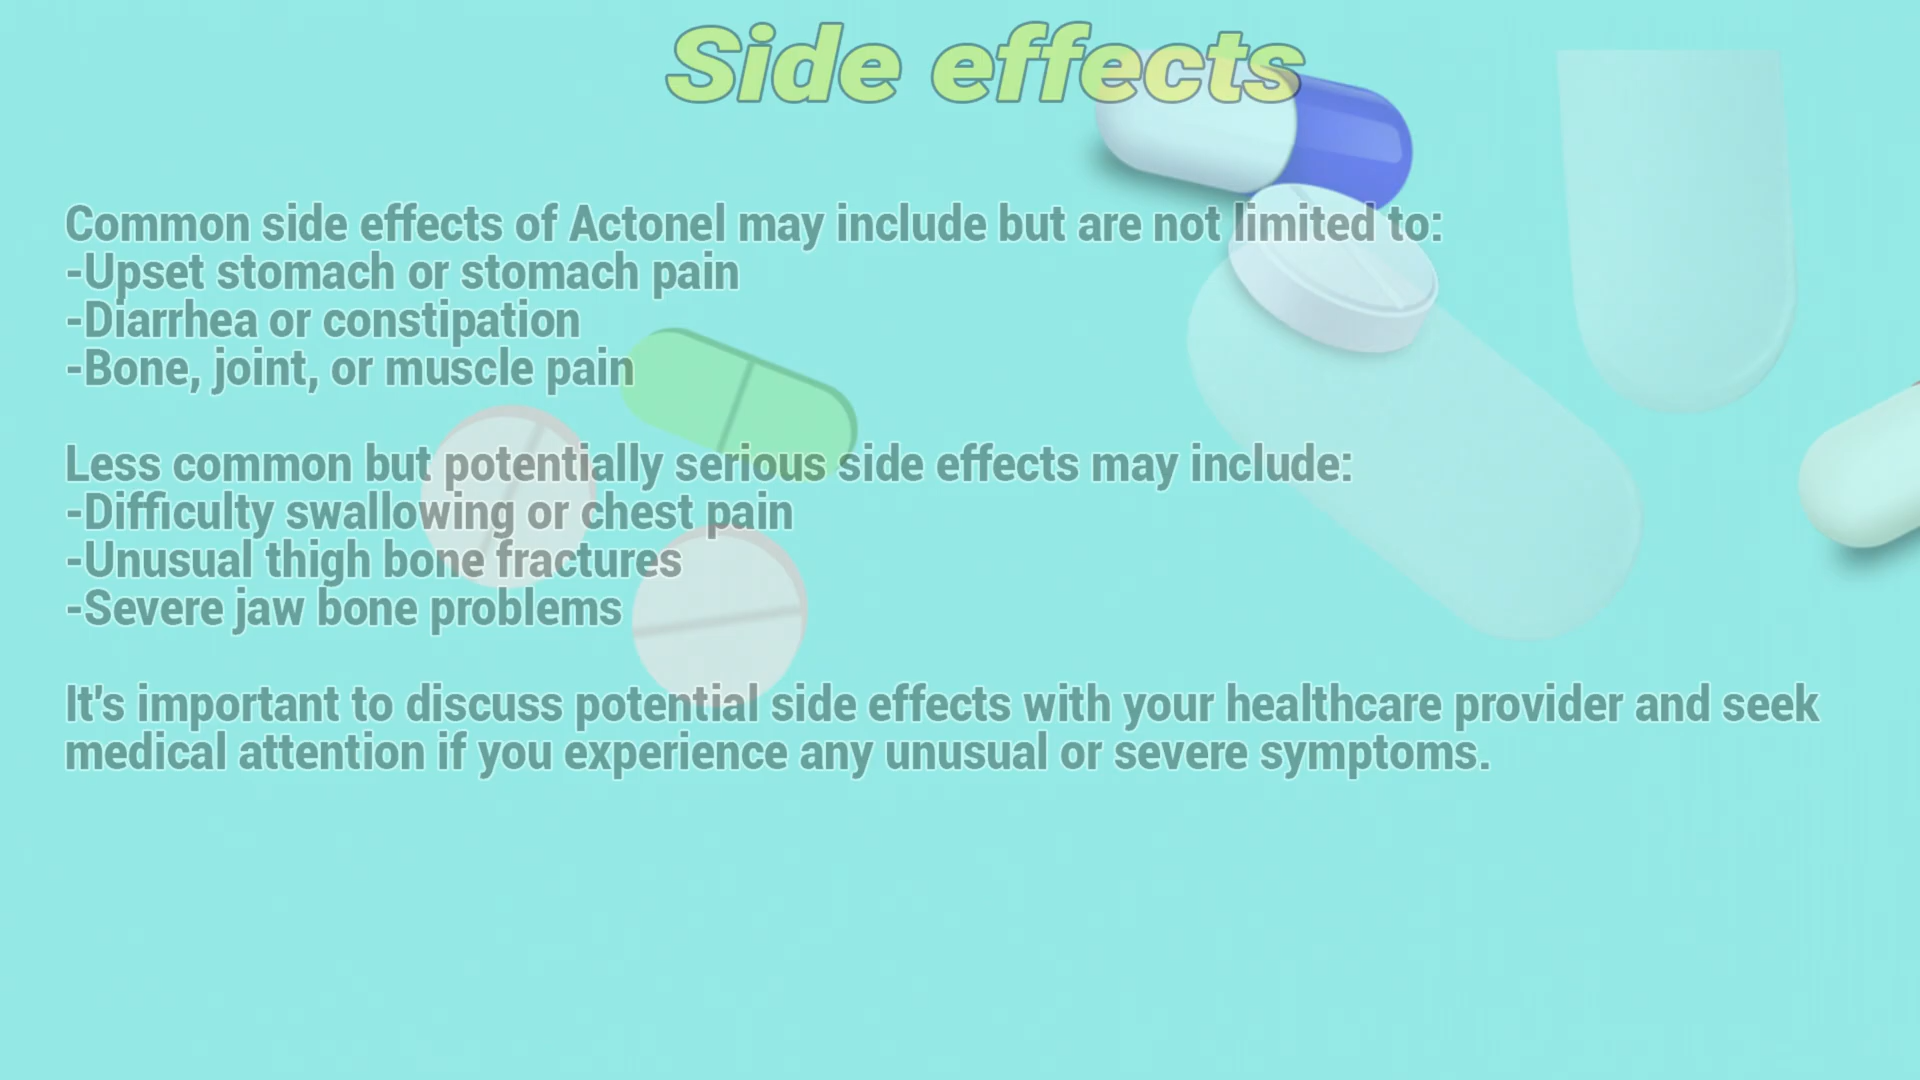 Side effects
Common side effects of Actonel may include but are not limited to:
-Upset stomach or stomach pain
-Diarrhea or constipation
-Bone, joint, or muscle pain
Less common but potentially serious side effects may include:
-Difficulty swallowing or chest pain
-Unusual thigh bone fractures
-Severe jaw bone problems
It's important to discuss potential side effects with your healthcare provider and seek
medical attention if you experience any unusual or severe symptoms.